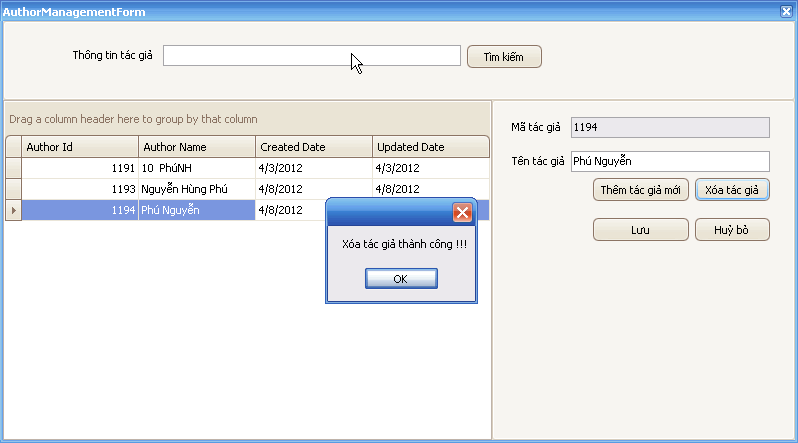 AuthorManagementForm
Thông tin tác giả
Tìm kiếm
Drag a column header here to group by that column
Author Id Author Name Created Date Updated Date
1191 10 PhúNH 4/3/2012 4/3/2012
1193 Nguyễn Hùng Phú 4/8/2012 4/8/2012
1194 Phú Nguyễn 4/8/2012
Xóa tác giả thành công !!!
OK
Mã tác giả 1194
Tên tác giả Phú Nguyễn
Thêm tác giả mới Xóa tác giả
Lưu Huỷ bỏ